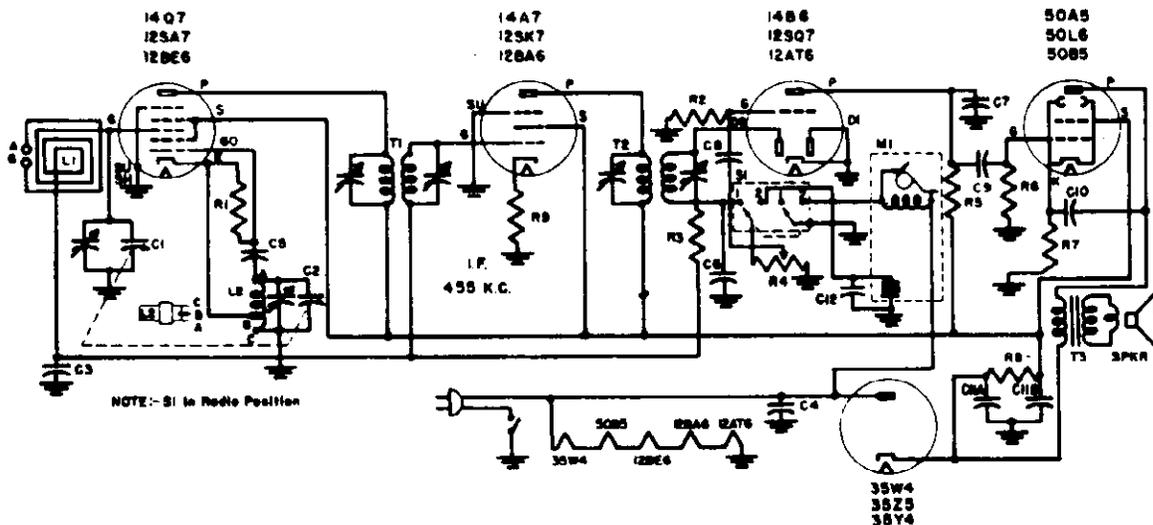 14Q7
12SA7
12BE6
14A7
12SK7
12BA6
14B6
12SQ7
12AT6
50A5
50L6
50B5
P
S
G
GO
K
L1
A
B
R1
C1
C5
L2
C2
L2
C
B
A
B
C3
T1
SU
G
S
P
R9
I.F.
455 K.C.
T2
R2
G
P
D1
C8
S1
2
R3
C6
R4
C12
M1
C7
R5
C9
R6
G
P
S
K
C10
R7
R8
C11A
C11B
T3
SPKR
NOTE:- S1 in Radio Position
C4
50B5
12BA6
12AT6
35W4
12BE6
35W4
35Z5
35Y4